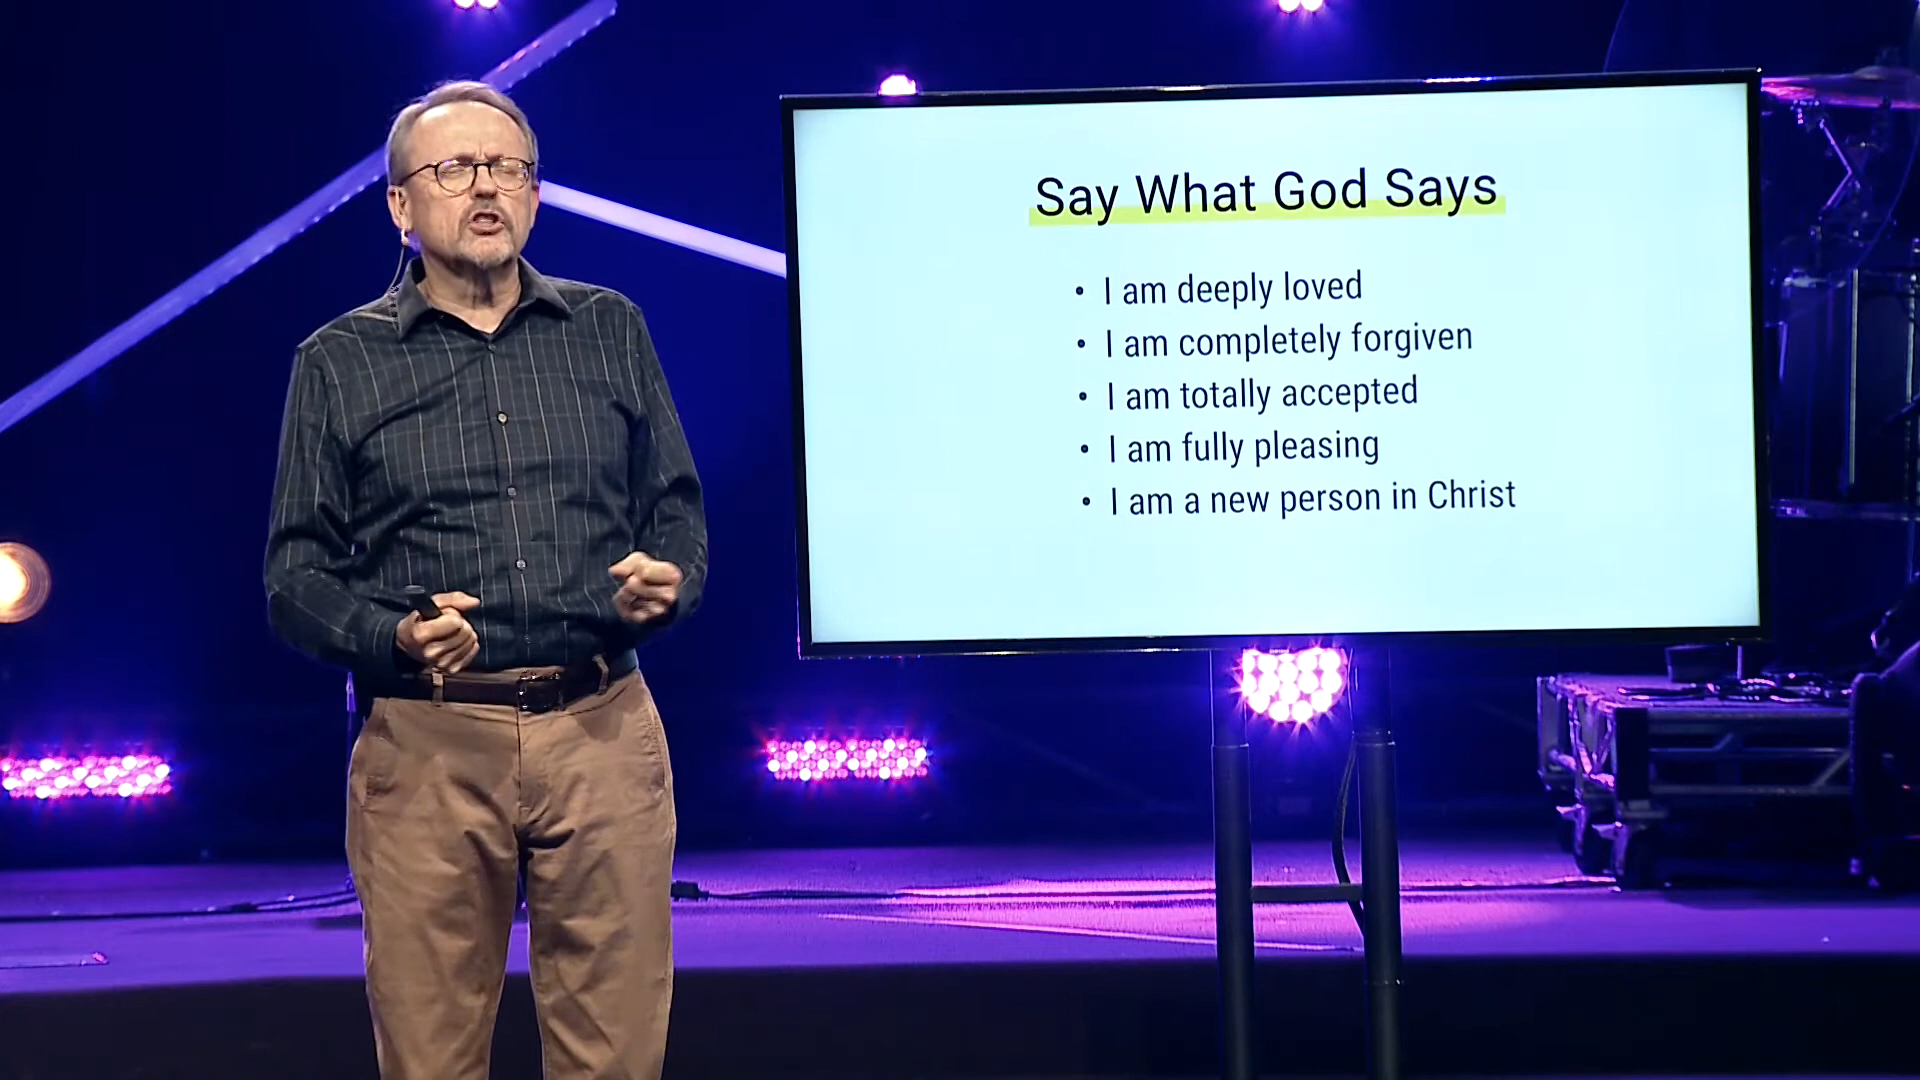 Say What God Says
• I am deeply loved
• I am completely forgiven
• I am totally accepted
• I am fully pleasing
• I am a new person in Christ